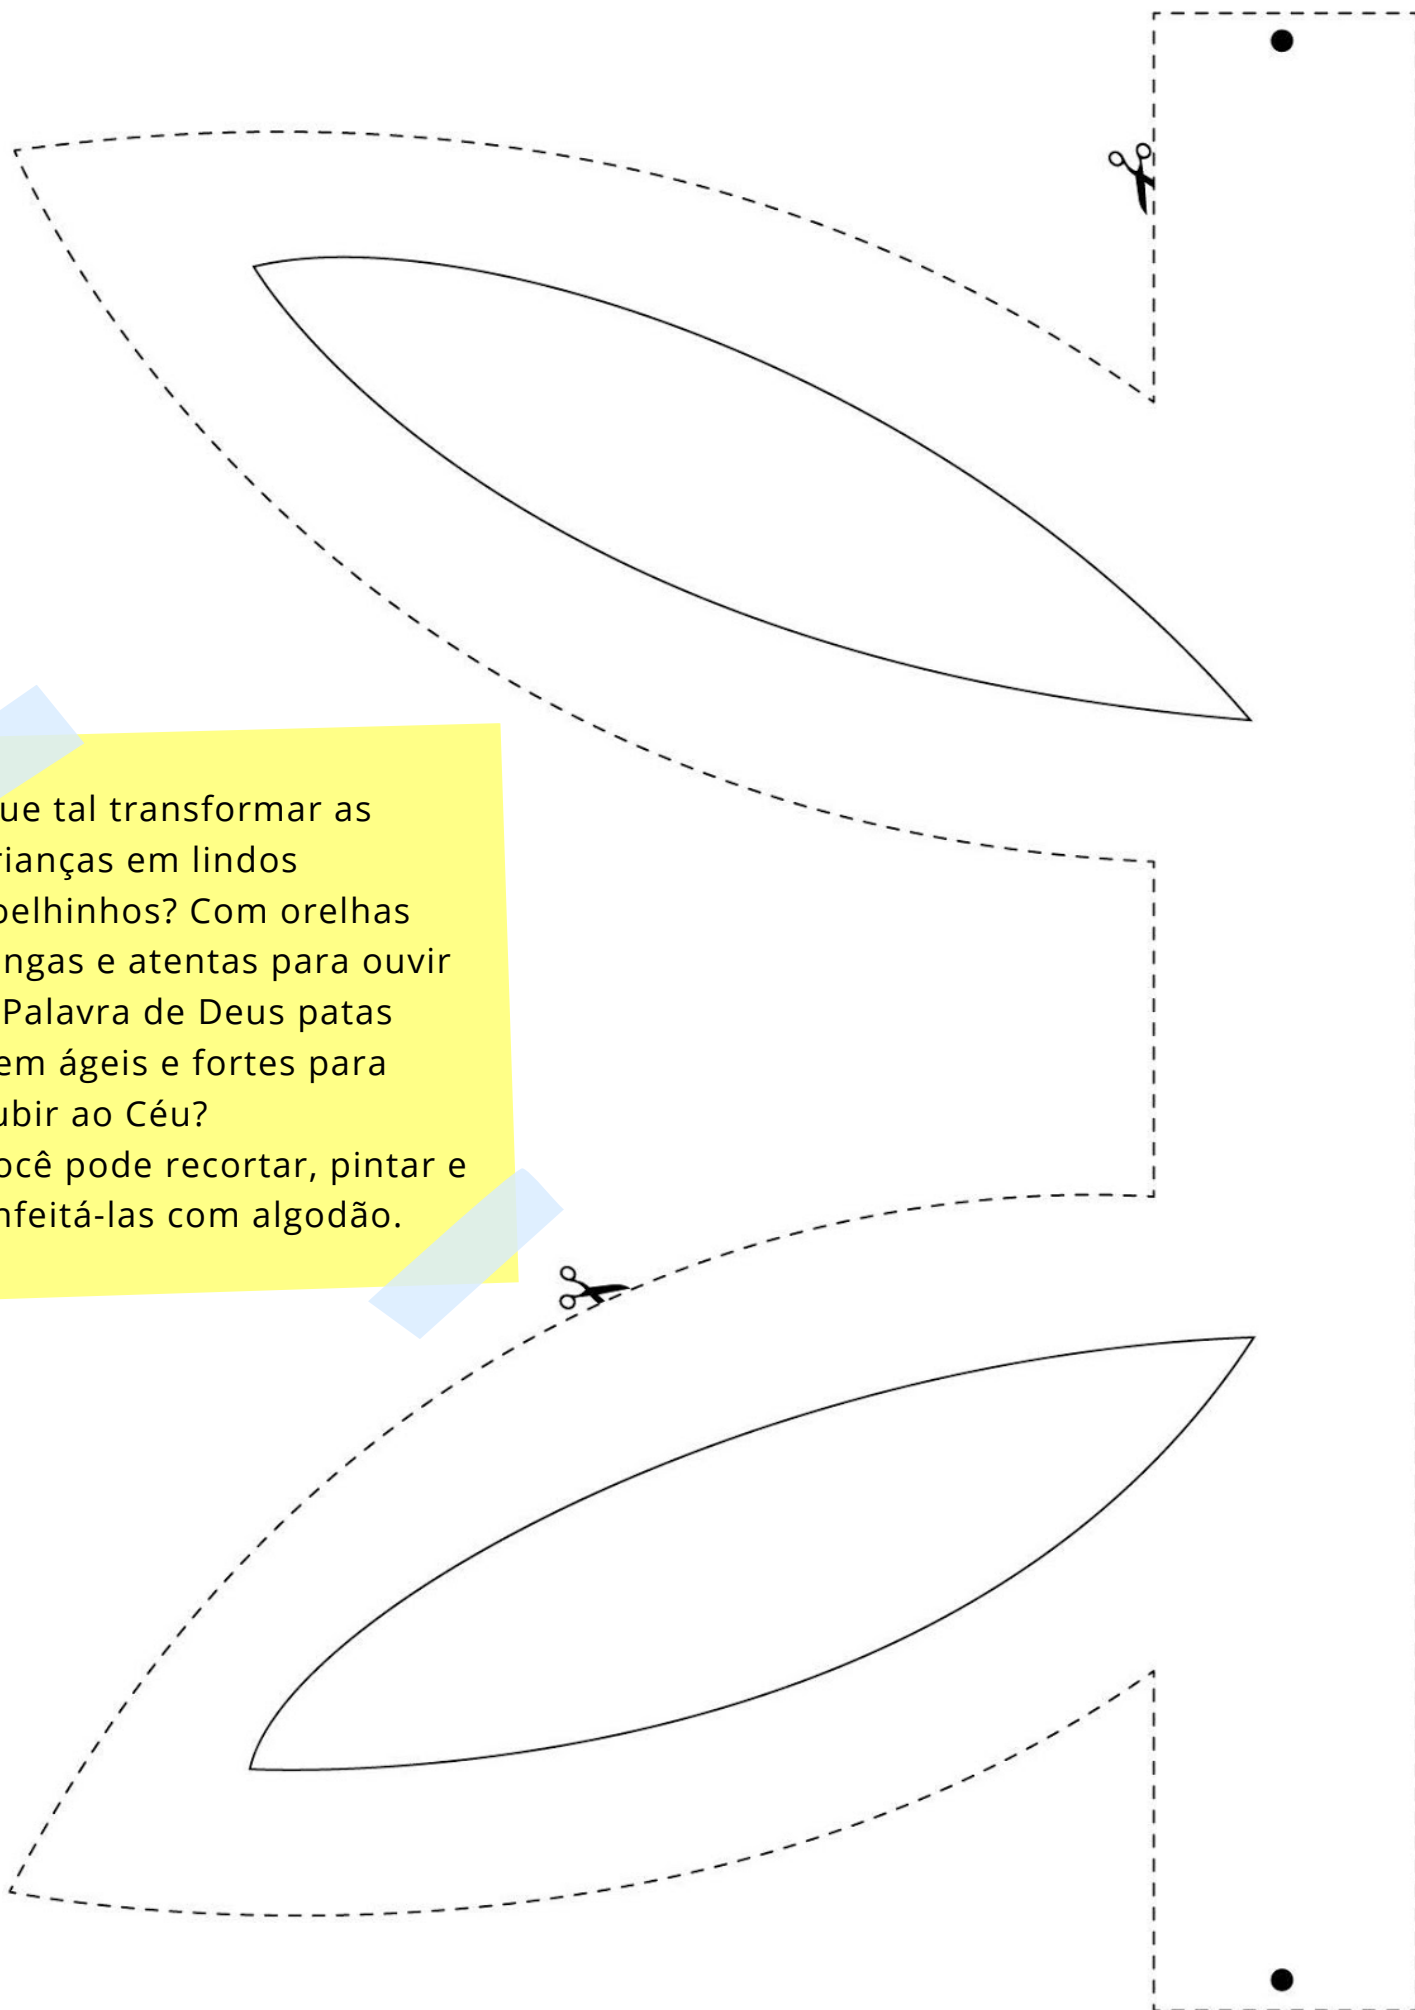 ue tal transformar as
rianças em lindos
oelhinhos? Com orelhas
ngas e atentas para ouvir
Palavra de Deus patas
em ágeis e fortes para
ubir ao Céu?
ocê pode recortar, pintar e
nfeitá-las com algodão.